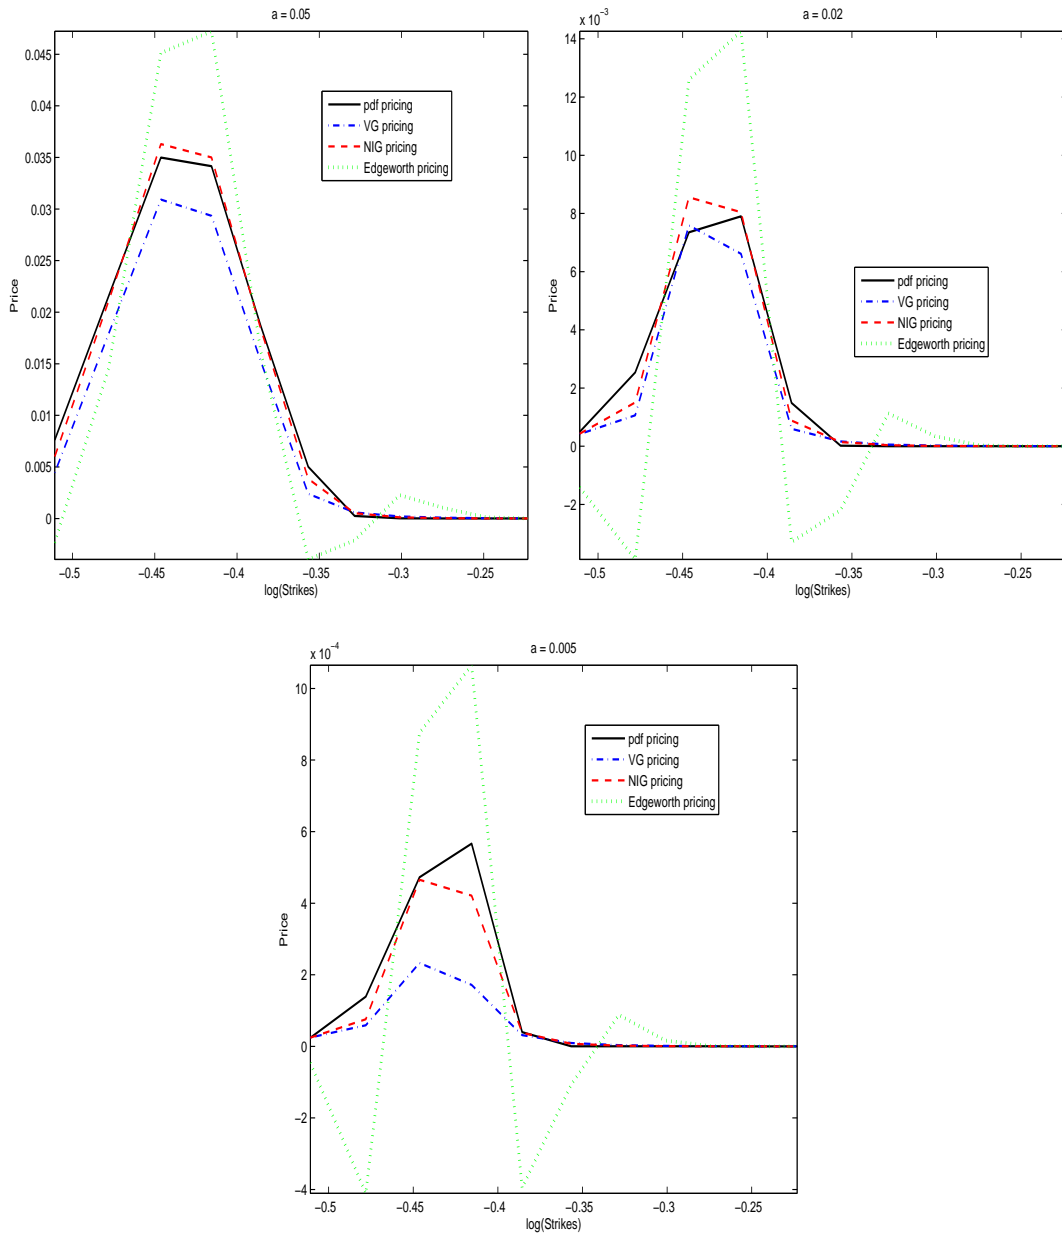 a = 0.05
0.045
0.04
0.035
0.03
0.025
0.02
0.015
0.01
0.005
0
Price
pdf pricing
VG pricing
NIG pricing
Edgeworth pricing
−0.5 −0.45 −0.4 −0.35 −0.3 −0.25
log(Strikes)
x 10−3
a = 0.02
14
12
10
8
6
4
2
0
−2
Price
pdf pricing
VG pricing
NIG pricing
Edgeworth pricing
−0.5 −0.45 −0.4 −0.35 −0.3 −0.25
log(Strikes)
x 10−4
a = 0.005
10
8
6
4
2
0
−2
−4
Price
pdf pricing
VG pricing
NIG pricing
Edgeworth pricing
−0.5 −0.45 −0.4 −0.35 −0.3 −0.25
log(Strikes)